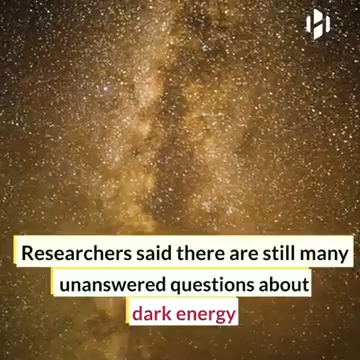 Researchers said there are still many
unanswered questions about
dark energy